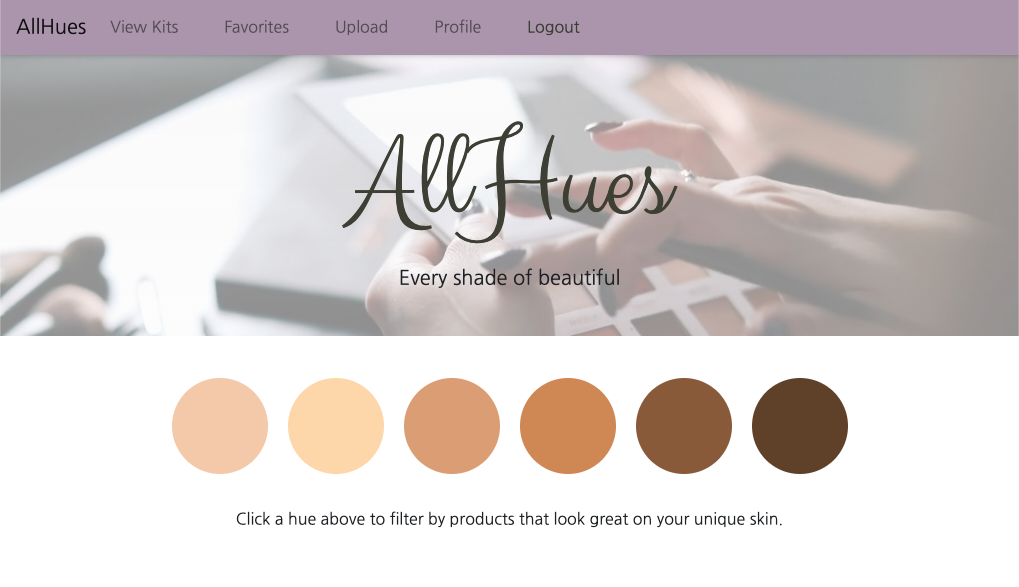 AllHues View Kits Favorites Upload Profile Logout
AllHues
Every shade of beautiful
Click a hue above to filter by products that look great on your unique skin.